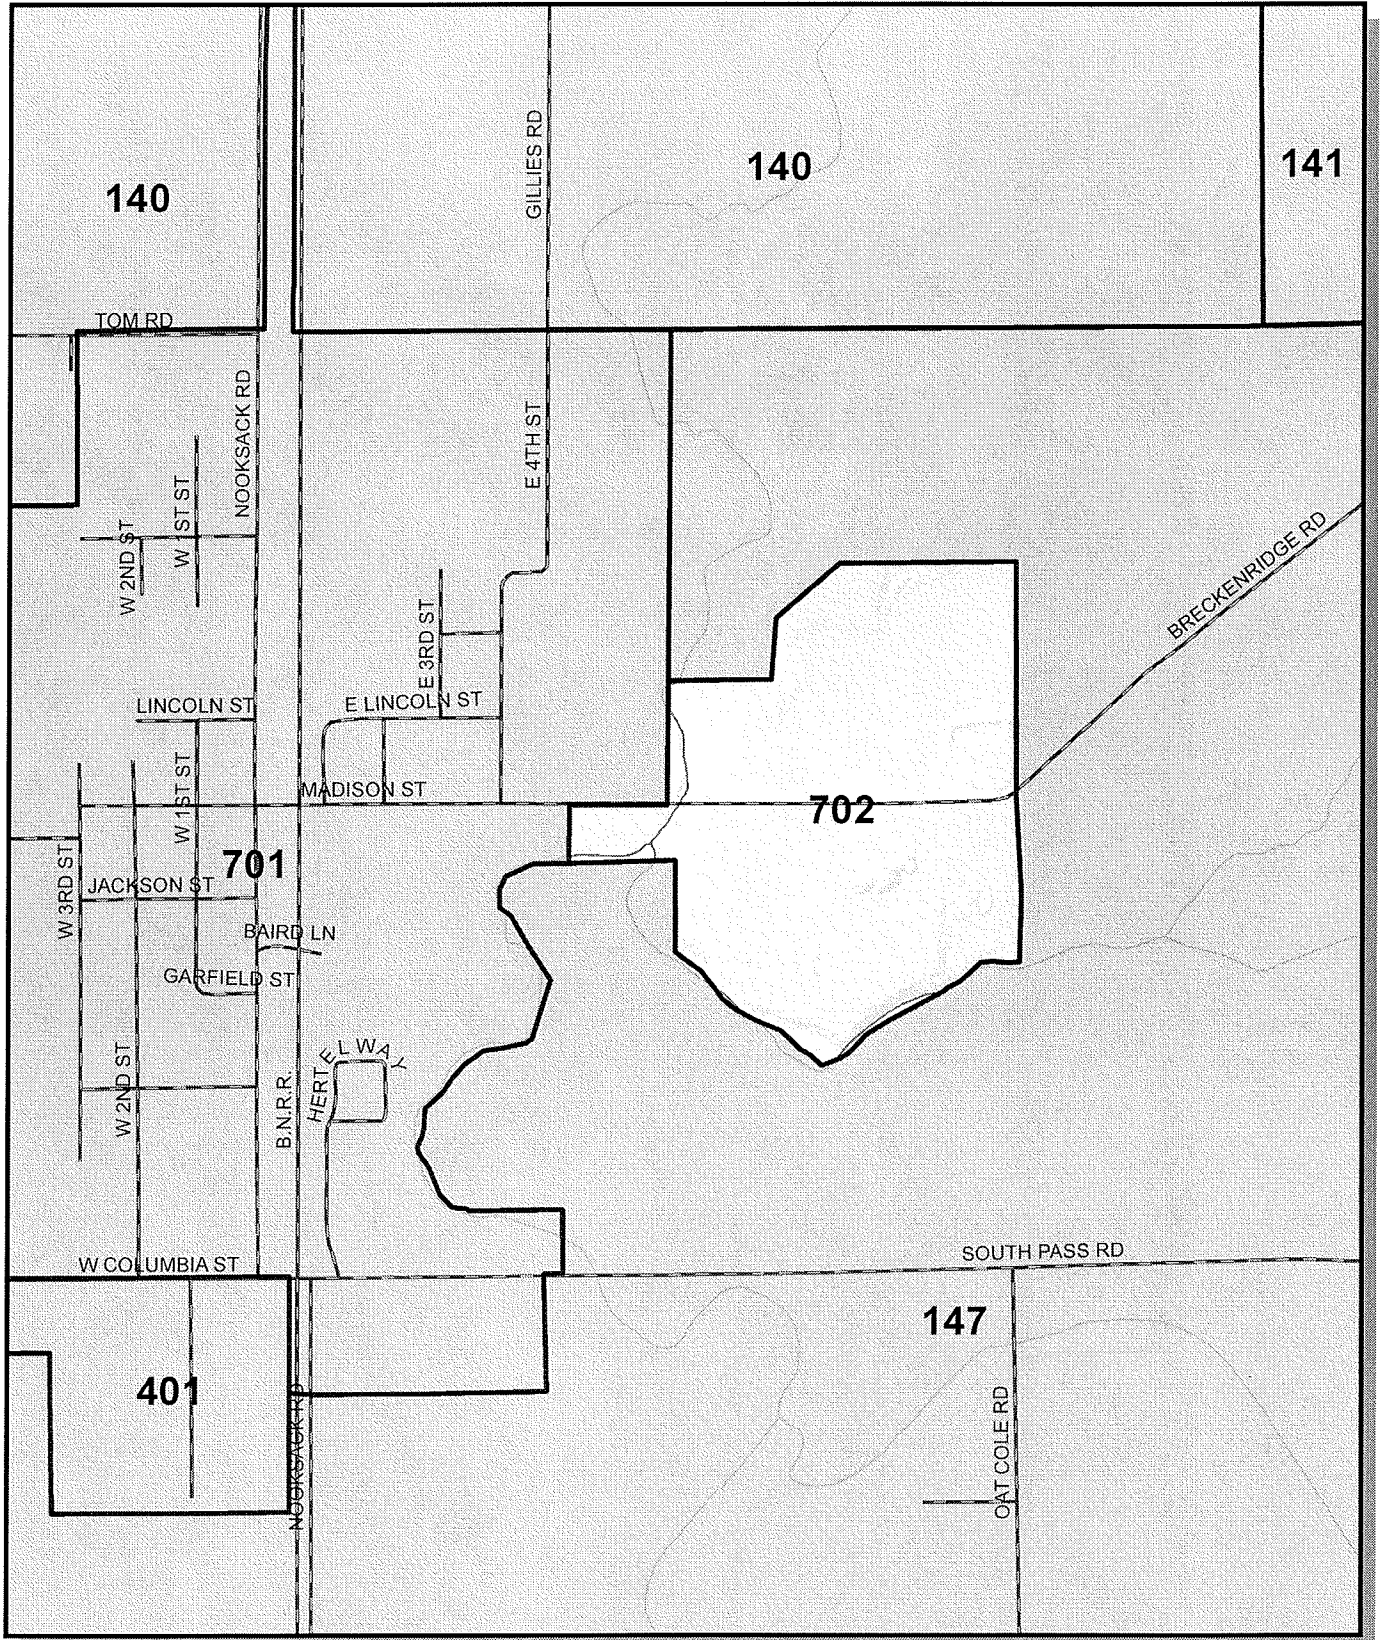 140
140
141
GILLIES RD
TOM RD
NOOKSACK RD
E 4TH ST
W 1ST ST
W 2ND ST
BRECKENRIDGE RD
E 3RD ST
LINCOLN ST
E LINCOLN ST
W 1ST ST
MADISON ST
702
701
W 3RD ST
JACKSON ST
BAIRD LN
GARFIELD ST
HERTEL WAY
W 2ND ST
B.N.R.R.
W COLUMBIA ST
SOUTH PASS RD
147
401
NOOKSACK RD
OAT COLE RD